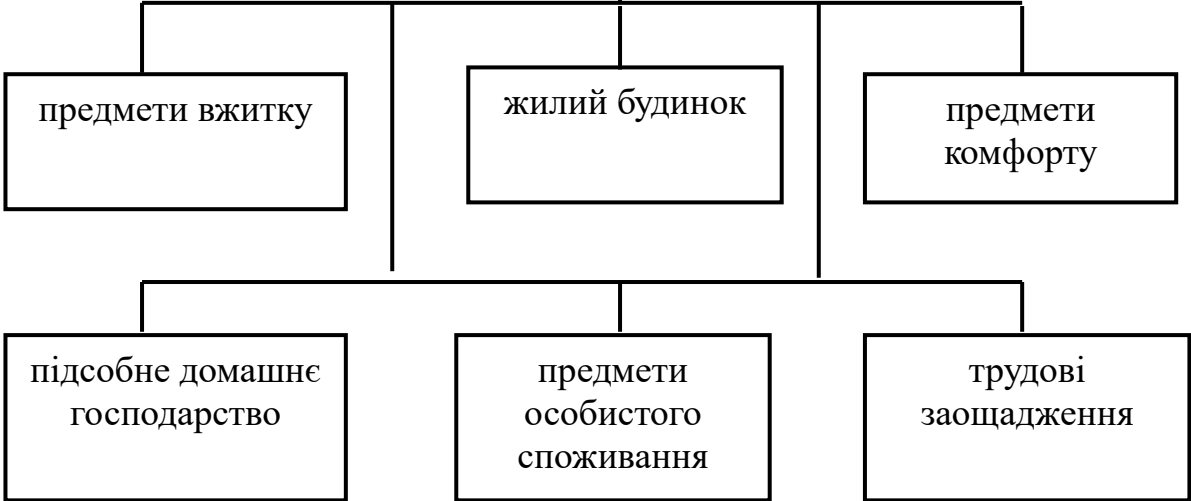 предмети вжитку
жилий будинок
предмети
комфорту
підсобне домашнє
господарство
предмети
особистого
споживання
трудові
заощадження